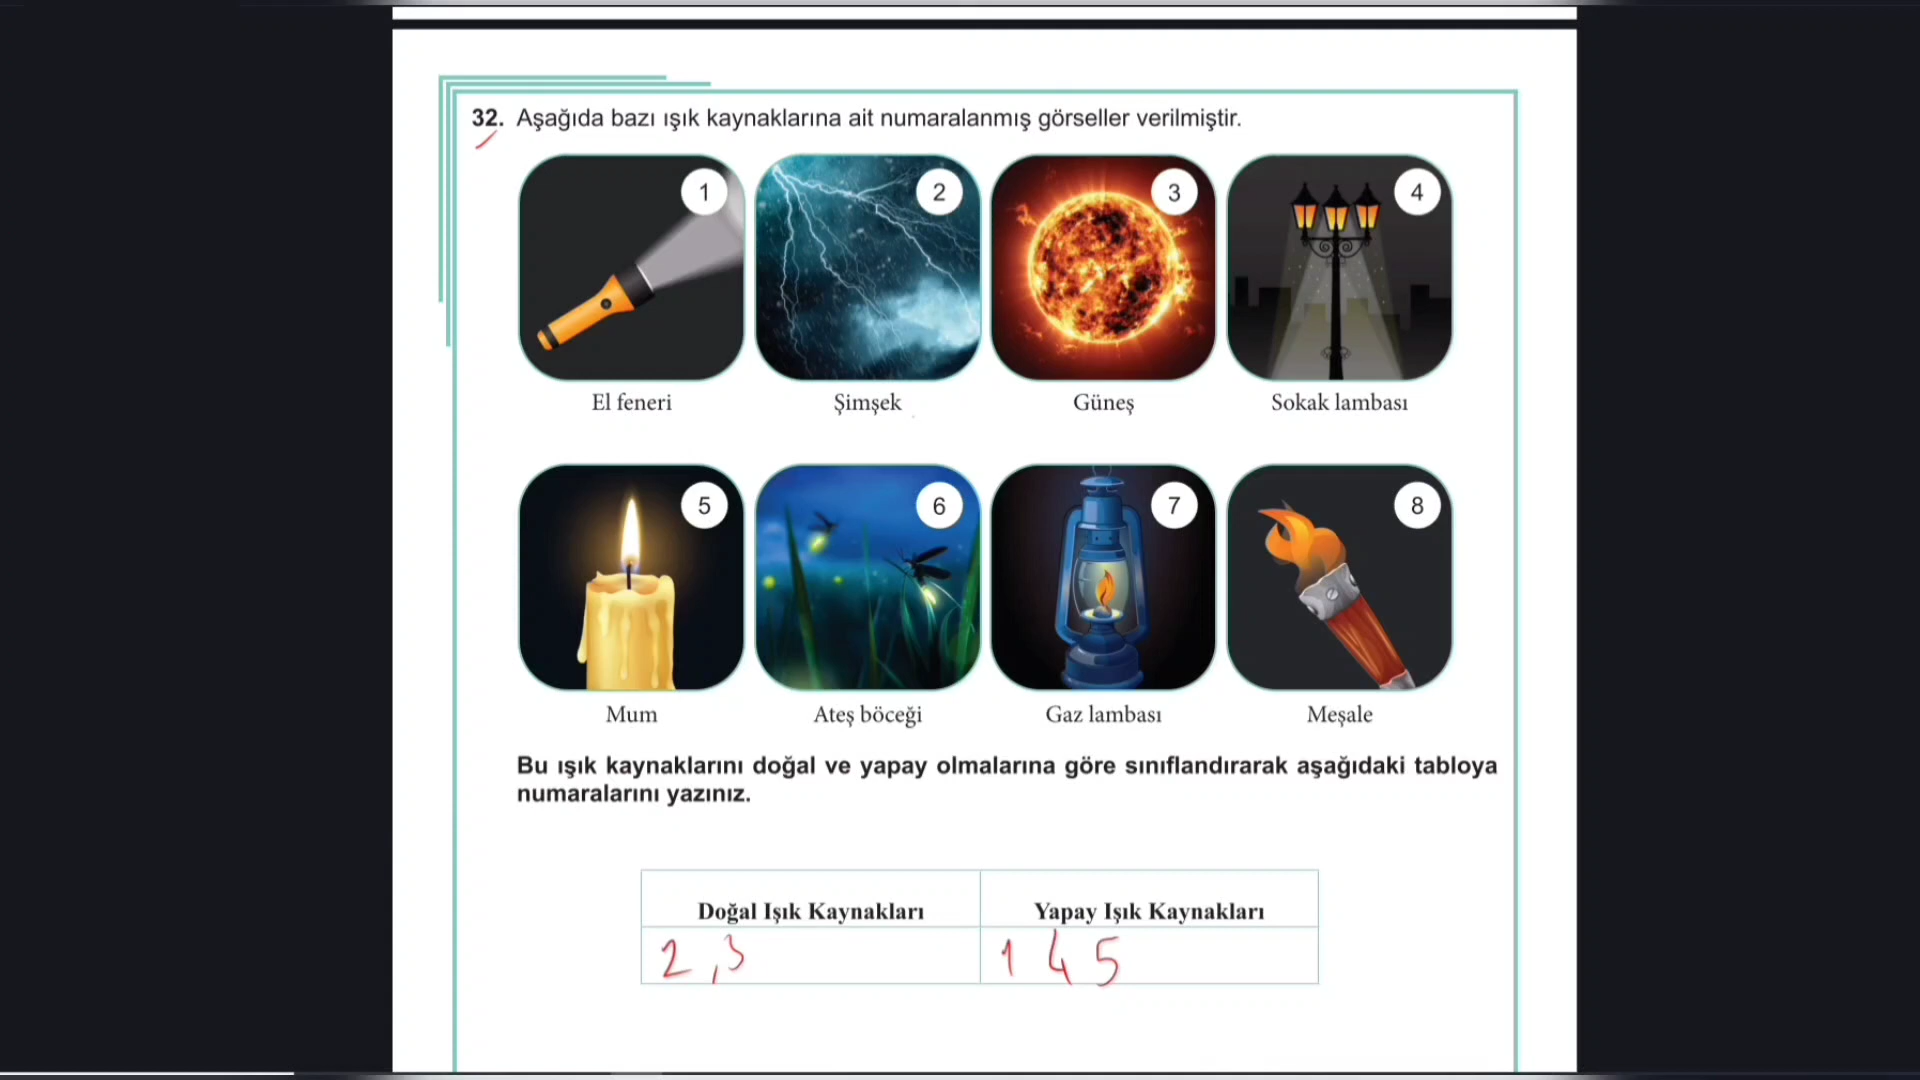 32. Aşağıda bazı ışık kaynaklarına ait numaralanmış görseller verilmiştir.
1
2
3
4
El feneri
Şimşek
Güneş
Sokak lambası
5
6
7
8
Mum
Ateş böceği
Gaz lambası
Meşale
Bu ışık kaynaklarını doğal ve yapay olmalarına göre sınıflandırarak aşağıdaki tabloya
numaralarını yazınız.
Doğal Işık Kaynakları
Yapay Işık Kaynakları
2,3
1 4 5